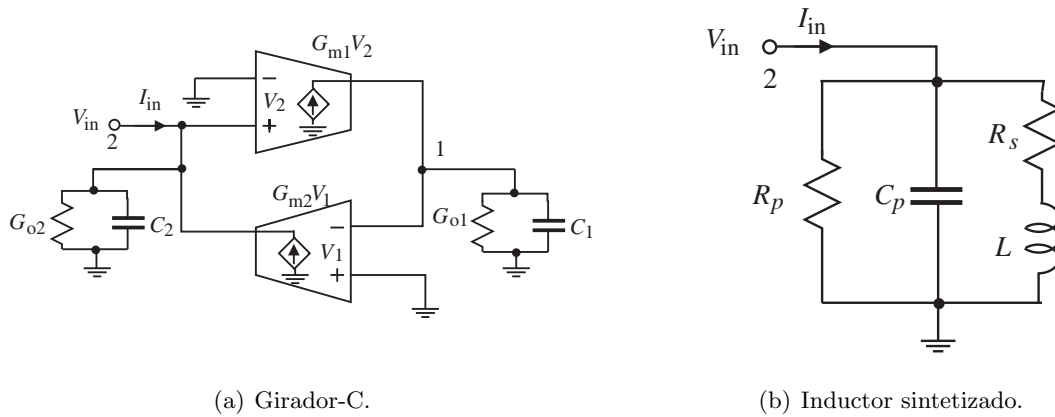 G_m1V_2
V_2
−
+
I_in
V_in
2
1
G_m2V_1
V_1
−
+
G_o2
C_2
G_o1
C_1
(a) Girador-C.
I_in
V_in
2
R_p
C_p
R_s
L
(b) Inductor sintetizado.